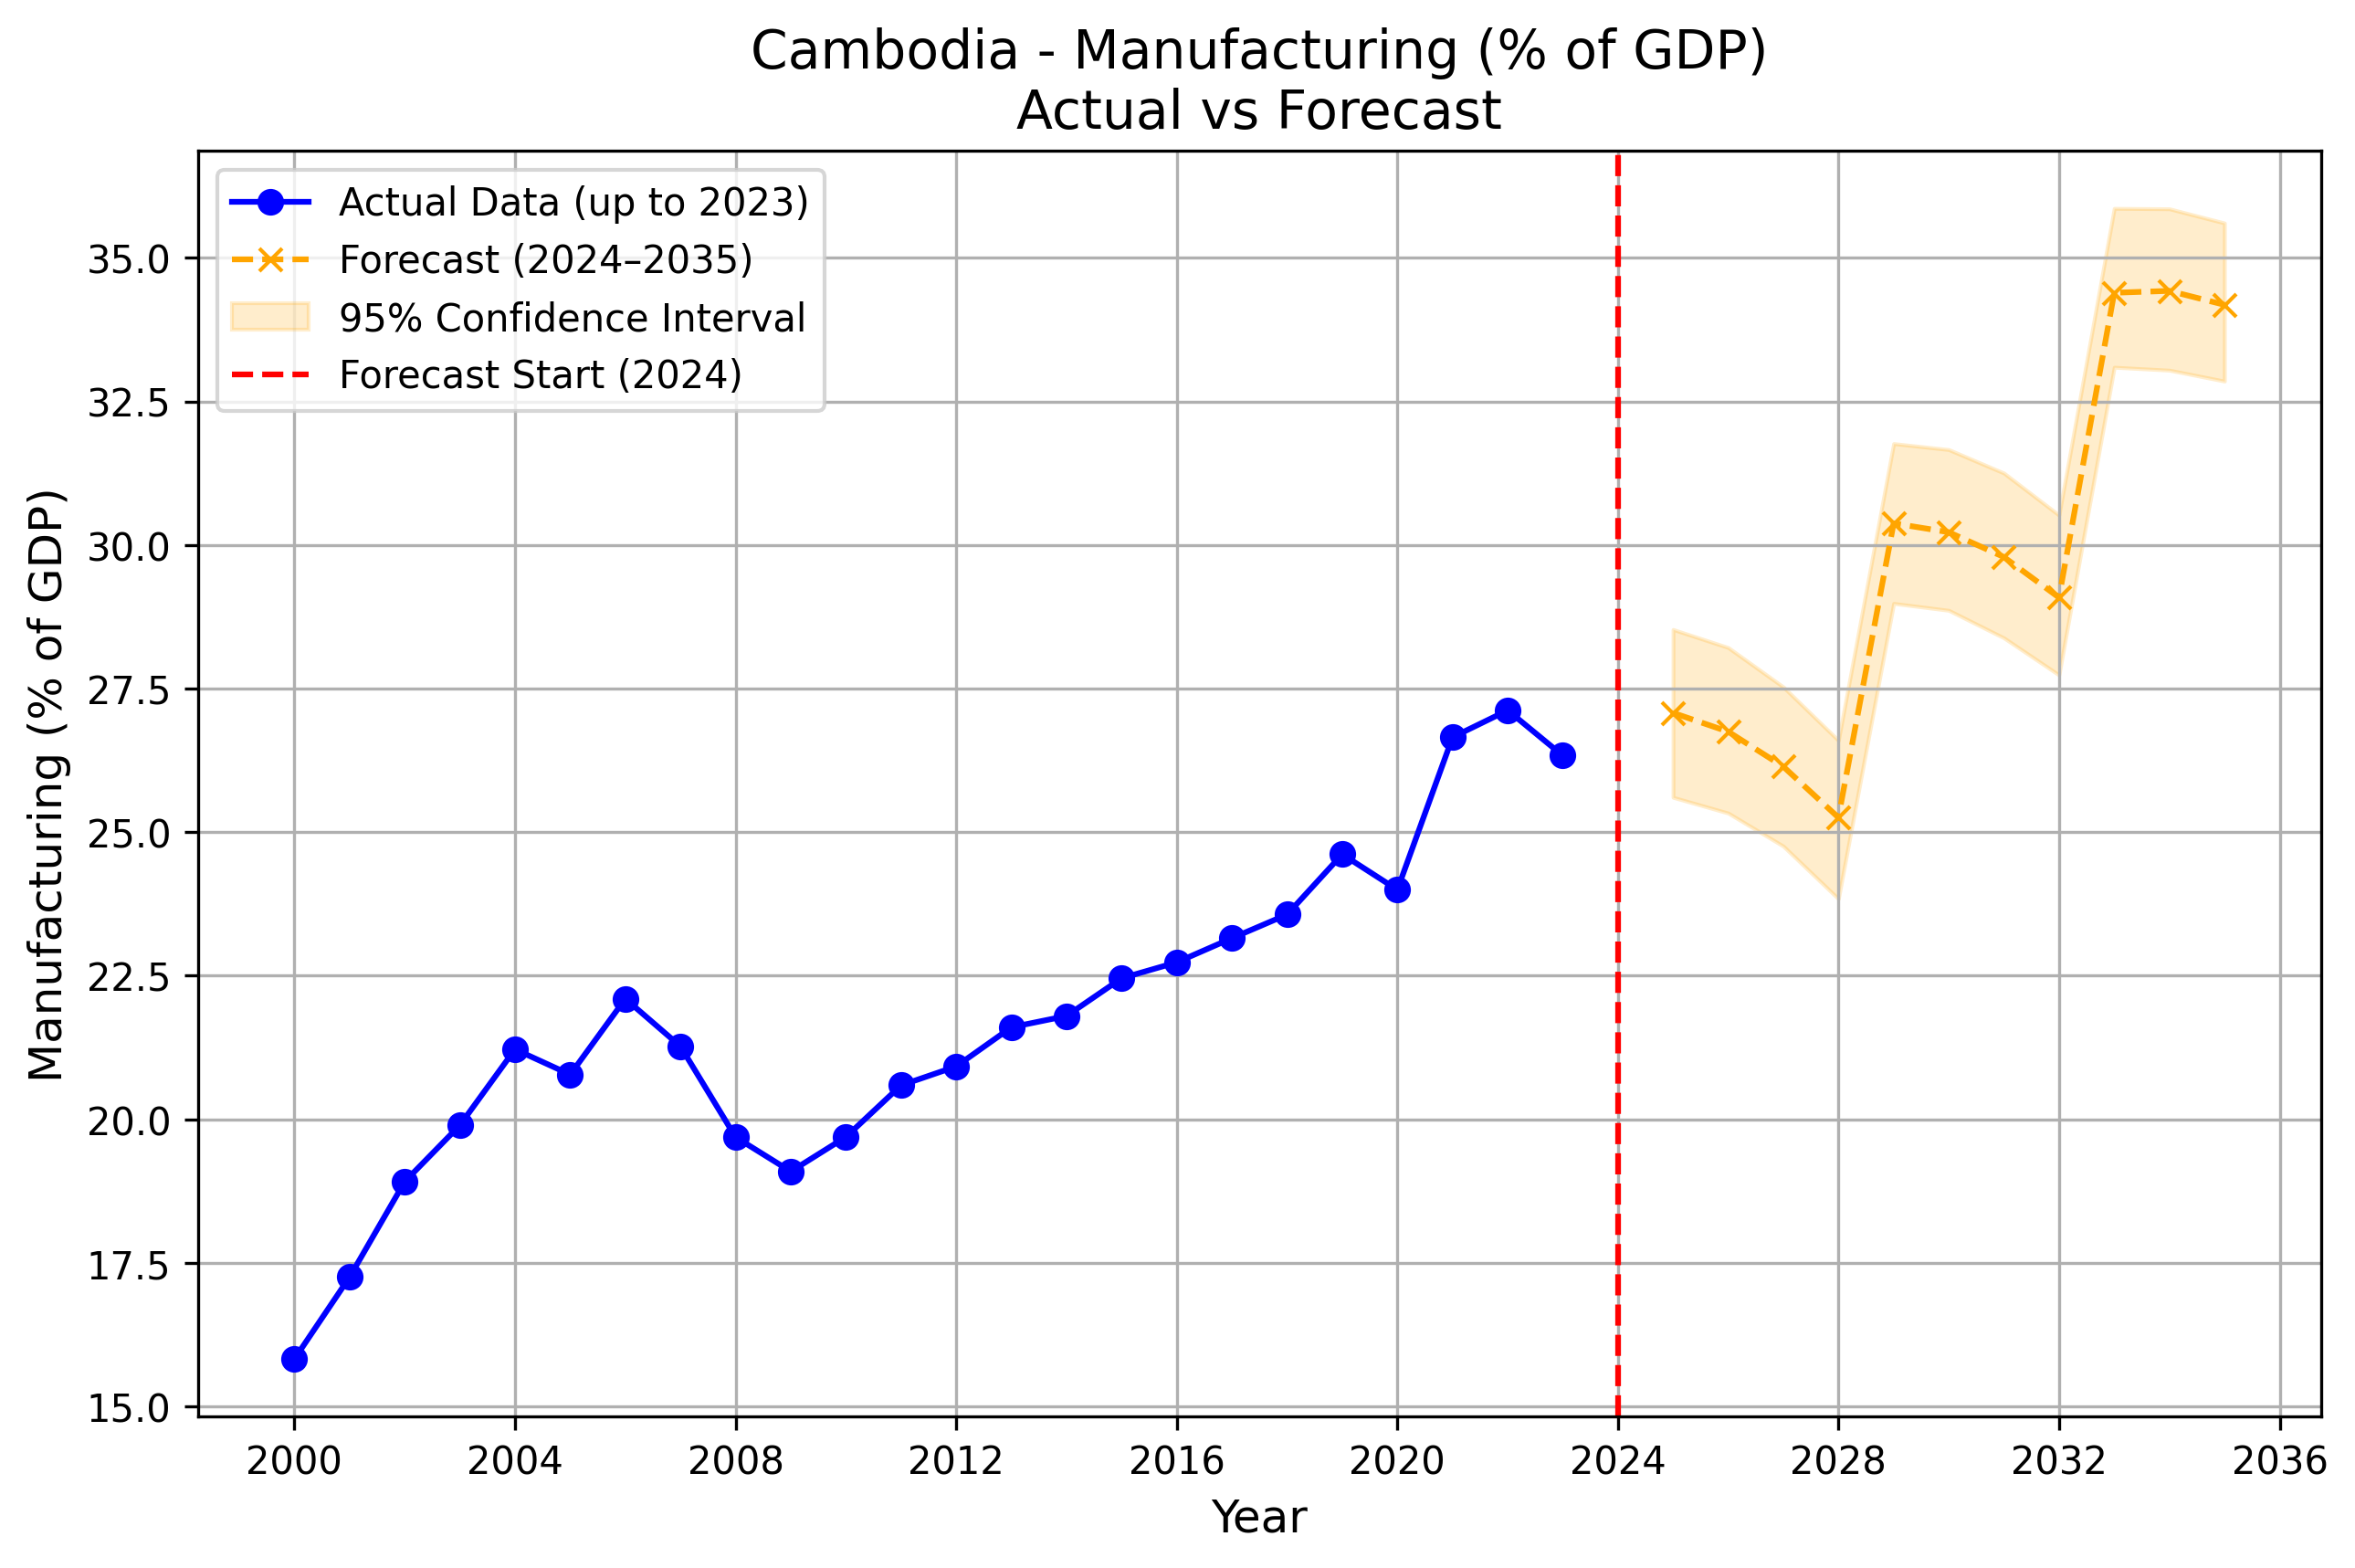 Cambodia - Manufacturing (% of GDP)
Actual vs Forecast
Actual Data (up to 2023)
Forecast (2024–2035)
95% Confidence Interval
Forecast Start (2024)
Manufacturing (% of GDP)
35.0
32.5
30.0
27.5
25.0
22.5
20.0
17.5
15.0
2000 2004 2008 2012 2016 2020 2024 2028 2032 2036
Year